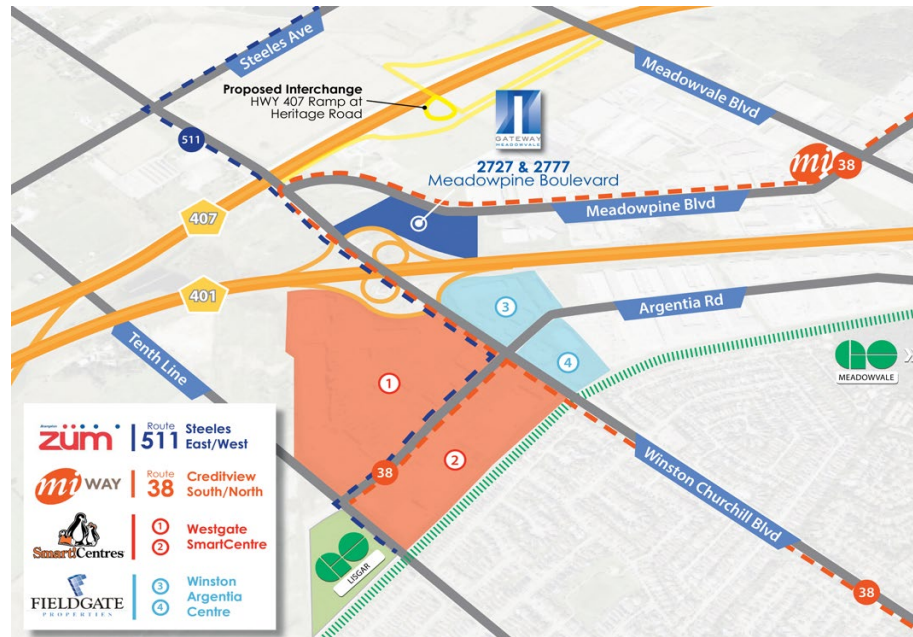 Steeles Ave
Meadowvale Blvd
Proposed Interchange
HWY 407 Ramp at
Heritage Road
GATEWAY
MEADOWVALE
511
2727 & 2777
Meadowpine Boulevard
mi 38
Meadowpine Blvd
407
401
Argentia Rd
3
Tenth Line
4
MEADOWVALE
1
2
38
Winston Churchill Blvd
LISGAR
38
züm
Route
511
Steeles
East/West
mi WAY
Route
38
Creditview
South/North
SmartCentres
1
2
Westgate
SmartCentre
FIELDGATE
PROPERTIES
3
4
Winston
Argentia
Centre